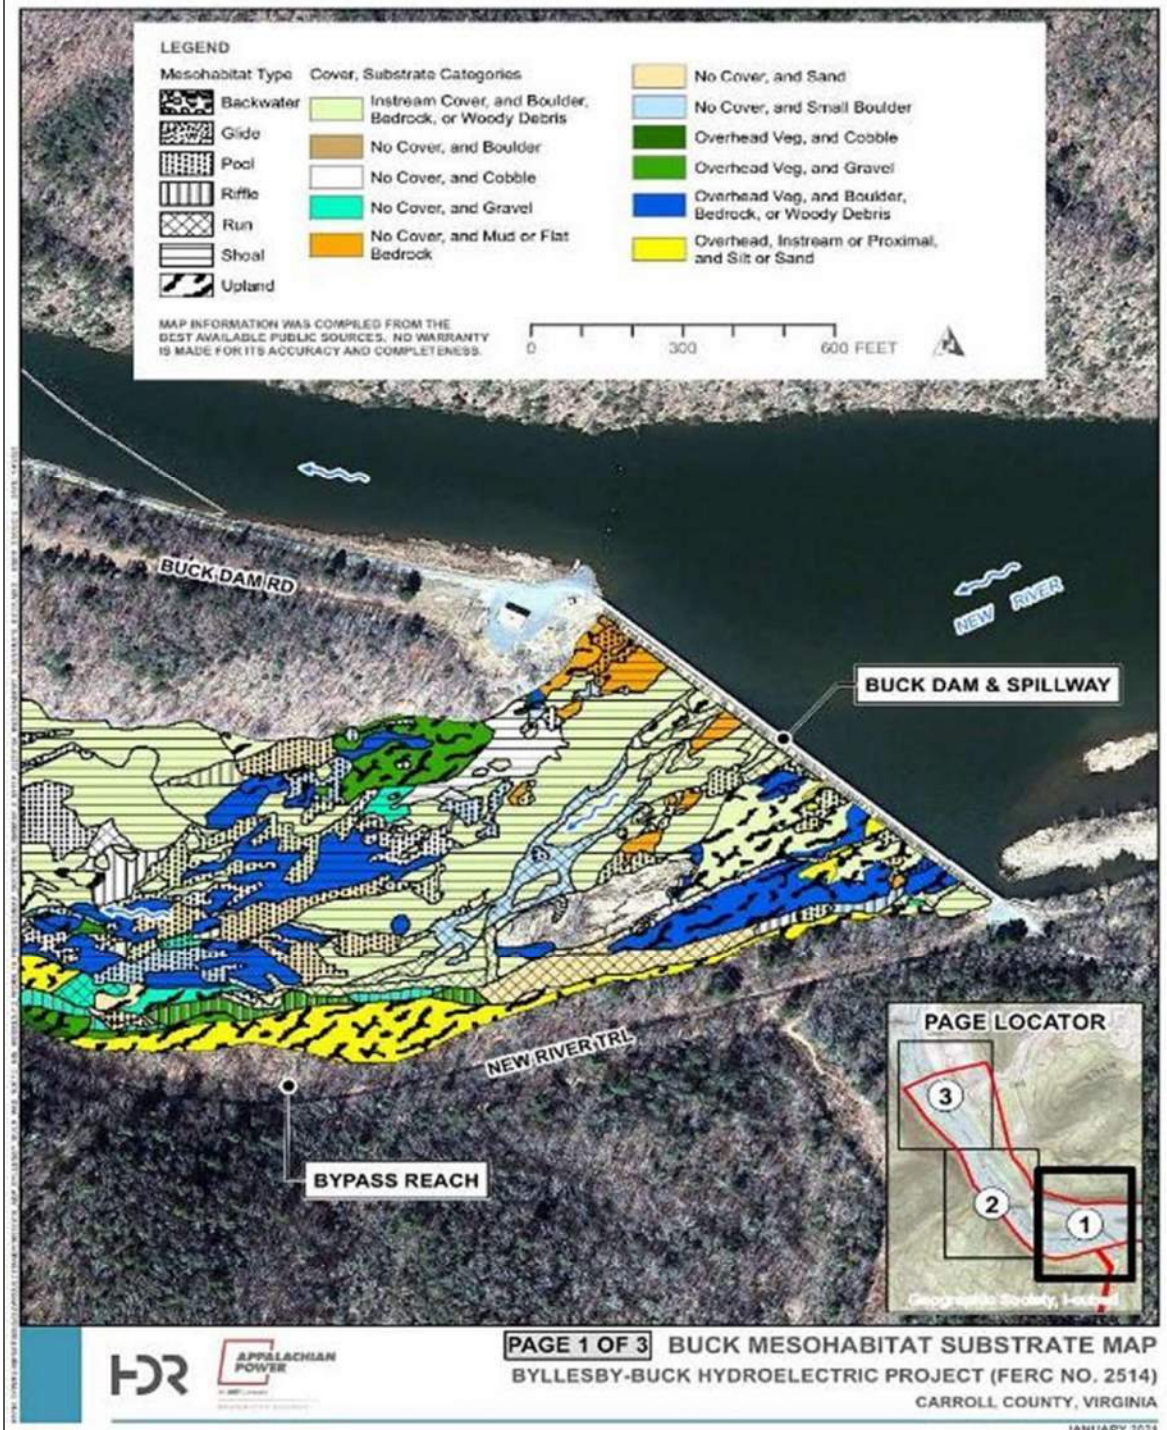 LEGEND
Mesohabitat Type
Backwater
Glide
Pool
Riffle
Run
Shoal
Upland
Cover, Substrate Categories
Instream Cover, and Boulder,
Bedrock, or Woody Debris
No Cover, and Boulder
No Cover, and Cobble
No Cover, and Gravel
No Cover, and Mud or Flat
Bedrock
No Cover, and Sand
No Cover, and Small Boulder
Overhead Veg, and Cobble
Overhead Veg, and Gravel
Overhead Veg, and Boulder,
Bedrock, or Woody Debris
Overhead, Instream or Proximal,
and Silt or Sand
MAP INFORMATION WAS COMPILED FROM THE
BEST AVAILABLE PUBLIC SOURCES. NO WARRANTY
IS MADE FOR ITS ACCURACY AND COMPLETENESS.
0 300 600 FEET
BUCK DAM RD
NEW RIVER
BUCK DAM & SPILLWAY
NEW RIVER TRL
BYPASS REACH
PAGE LOCATOR
3
2
1
Geographic Society, i-cubed
HDR
APPALACHIAN
POWER
PAGE 1 OF 3 BUCK MESOHABITAT SUBSTRATE MAP
BYLLESBY-BUCK HYDROELECTRIC PROJECT (FERC NO. 2514)
CARROLL COUNTY, VIRGINIA
JANUARY 2021